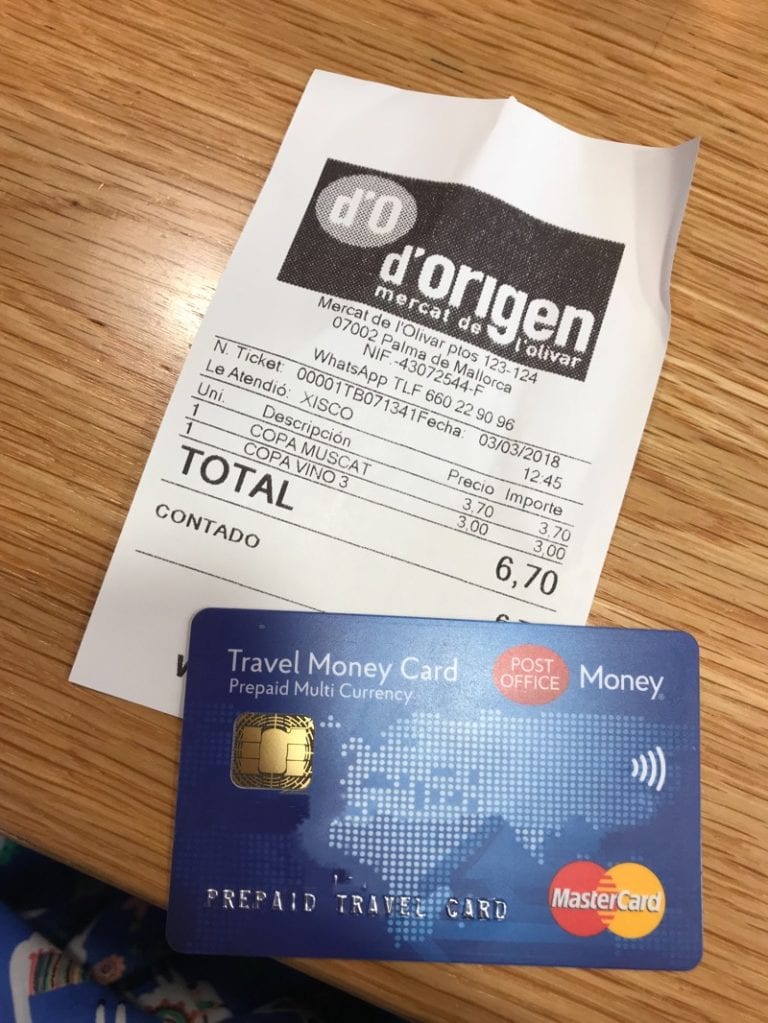 d'O
d'origen
mercat de l'olivar
Mercat de l'Olivar ptos 123-124
07002 Palma de Mallorca
NIF.-43072544-F
WhatsApp TLF 660 22 90 96
N. Ticket: 00001TB071341 Fecha: 03/03/2018
Le Atendió: XISCO 12:45
Uni. Descripción Precio Importe
1 COPA MUSCAT 3,70 3,70
1 COPA VINO 3 3,00 3,00
TOTAL 6,70
CONTADO
Travel Money Card
Prepaid Multi Currency
POST OFFICE Money
PREPAID TRAVEL CARD
MasterCard